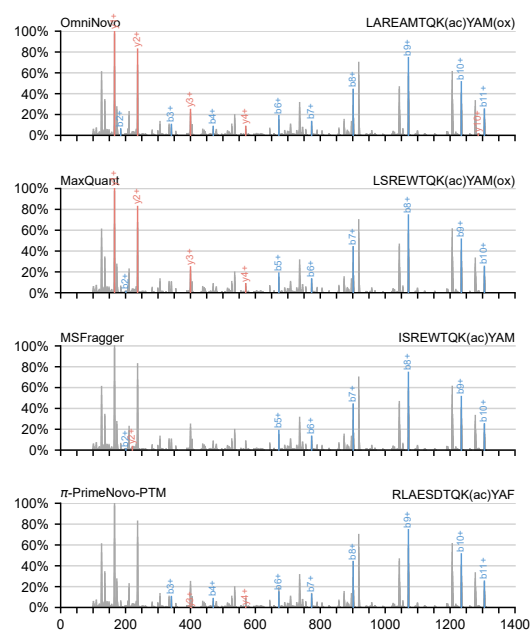 OmniNovo LAREAMTQK(ac)YAM(ox)
100%
80%
60%
40%
20%
0%
y1+ y2+ b2+ b3+ y3+ b4+ y4+ b6+ b7+ b8+ b9+ b10+ y10+ b11+
MaxQuant LSREWTQK(ac)YAM(ox)
100%
80%
60%
40%
20%
0%
y1+ y2+ b2+ y3+ y4+ b5+ b6+ b7+ b8+ b9+ b10+
MSFragger ISREWTQK(ac)YAM
100%
80%
60%
40%
20%
0%
b2+ y2+ b5+ b6+ b7+ b8+ b9+ b10+
π-PrimeNovo-PTM RLAESDTQK(ac)YAF
100%
80%
60%
40%
20%
0%
b3+ y3+ b4+ y4+ b6+ b7+ b8+ b9+ b10+ b11+
0 200 400 600 800 1000 1200 1400